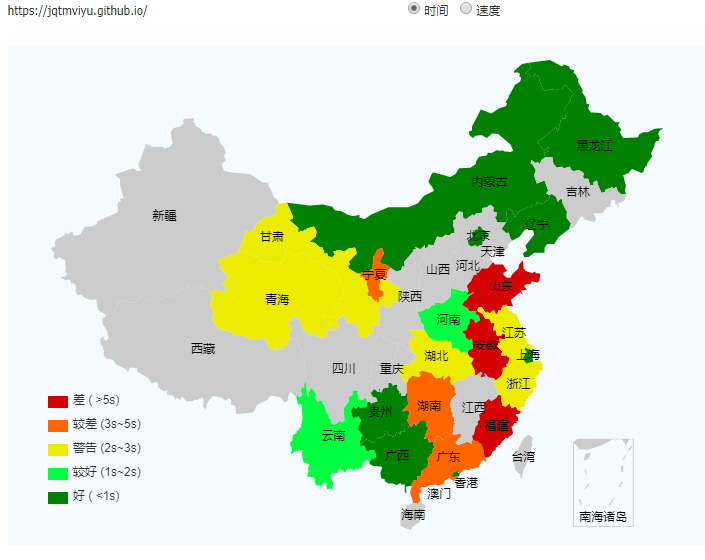 https://jqtmviyu.github.io/ 时间 速度
黑龙江
内蒙古
吉林
新疆
辽宁
甘肃
北京
天津
山西
河北
宁夏
山东
青海
陕西
河南
江苏
安徽
西藏
湖北
上海
四川
重庆
浙江
差 ( >5s)
湖南
江西
贵州
较差 (3s~5s)
福建
云南
警告 (2s~3s)
广西
广东
台湾
较好 (1s~2s)
香港
澳门
好 ( <1s)
海南
南海诸岛